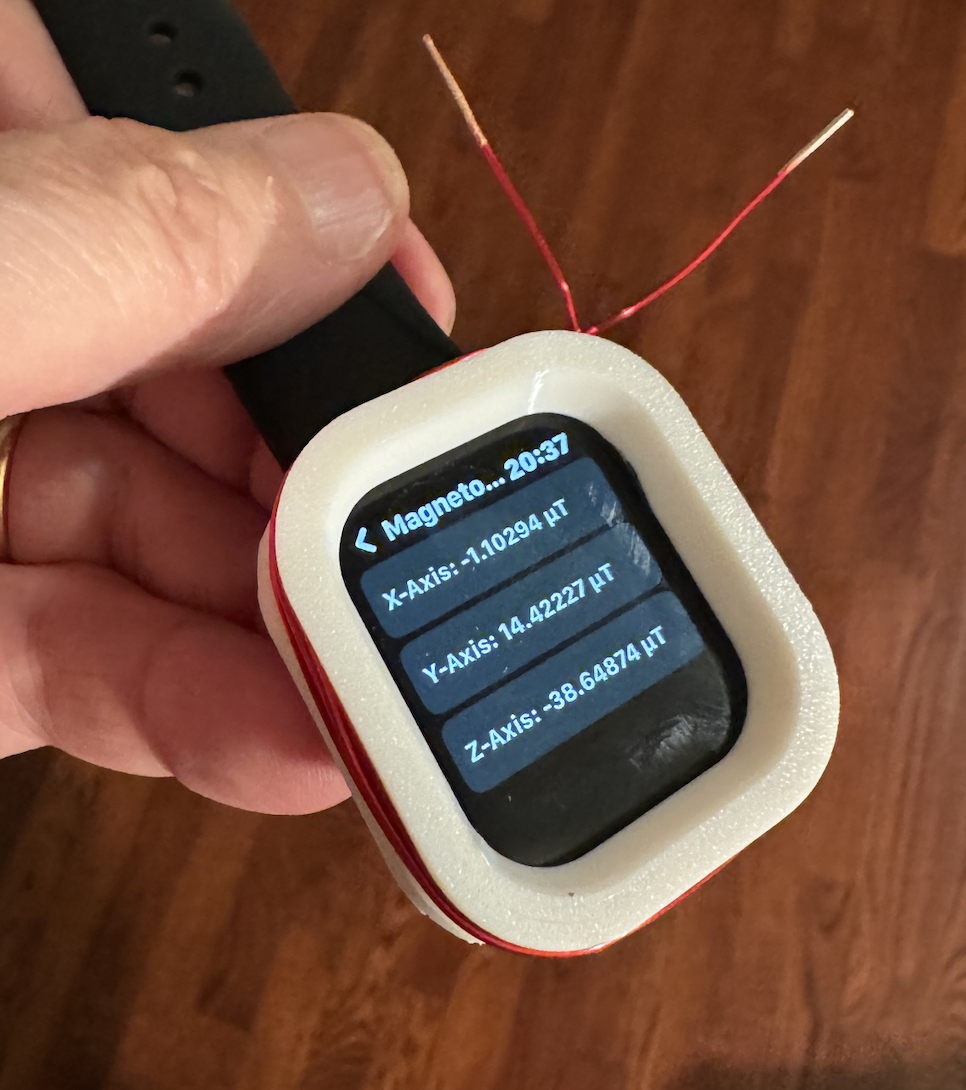 < Magneto... 20:37
X-Axis: -1.10294 μT
Y-Axis: 14.42227 μT
Z-Axis: -38.64874 μT